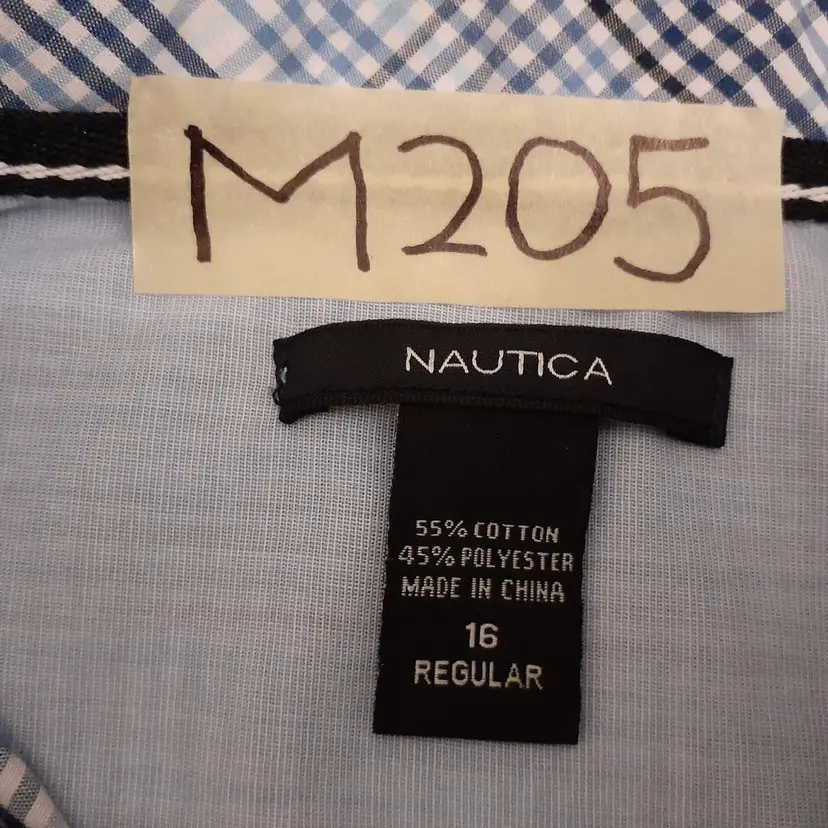 M205
NAUTICA
55% COTTON
45% POLYESTER
MADE IN CHINA
16
REGULAR